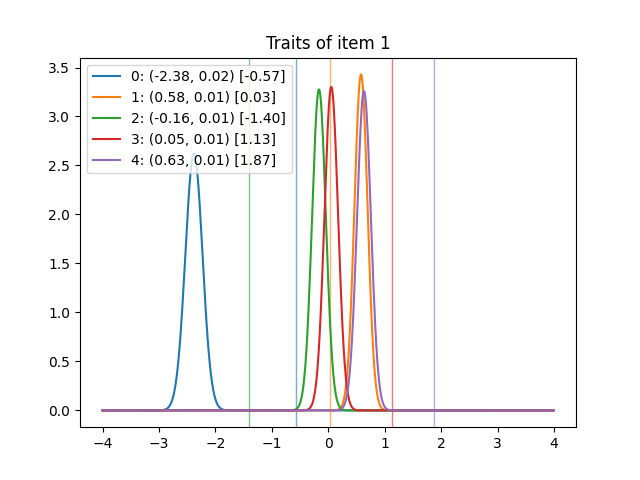 Traits of item 1
0: (-2.38, 0.02) [-0.57]
1: (0.58, 0.01) [0.03]
2: (-0.16, 0.01) [-1.40]
3: (0.05, 0.01) [1.13]
4: (0.63, 0.01) [1.87]
3.5
3.0
2.5
2.0
1.5
1.0
0.5
0.0
−4 −3 −2 −1 0 1 2 3 4